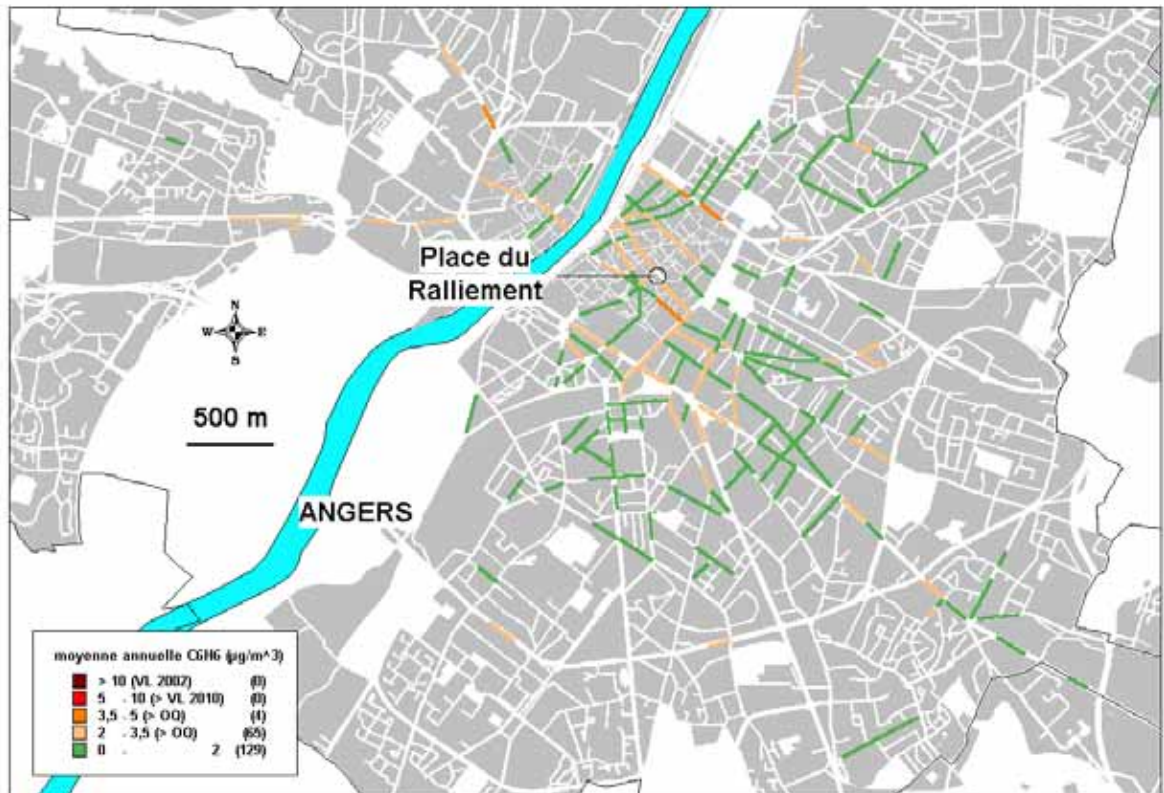 Place du
Ralliement
N
W E
S
500 m
ANGERS
moyenne annuelle C6H6 (µg/m^3)
> 10 (VL 2002) (0)
5 - 10 (> VL 2010) (0)
3,5 - 5 (> OQ) (4)
2 - 3,5 (> OQ) (65)
0 - 2 (129)